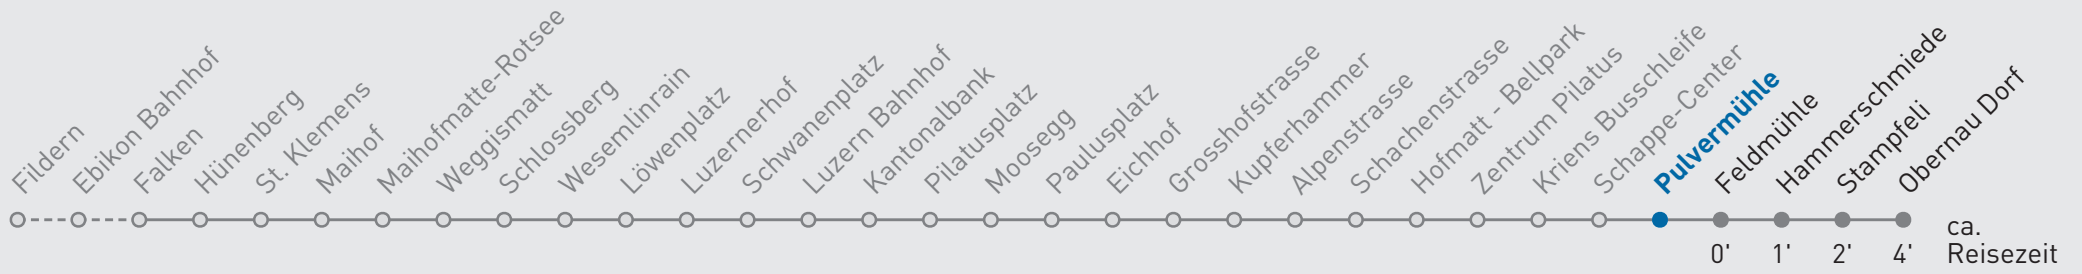 Fildern
Ebikon Bahnhof
Falken
Hünenberg
St. Klemens
Maihof
Maihofmatte-Rotsee
Weggismatt
Schlossberg
Wesemlinrain
Löwenplatz
Luzernerhof
Schwanenplatz
Luzern Bahnhof
Kantonalbank
Pilatusplatz
Moosegg
Paulusplatz
Eichhof
Grosshofstrasse
Kupferhammer
Alpenstrasse
Schachenstrasse
Hofmatt - Bellpark
Zentrum Pilatus
Kriens Busschleife
Schappe-Center
Pulvermühle
Feldmühle
Hammerschmiede
Stampfeli
Obernau Dorf
ca.
0' 1' 2' 4' Reisezeit